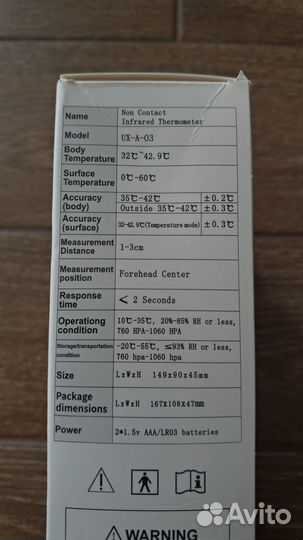 Name Non Contact
Infrared Thermometer
Model UX-A-03
Body
Temperature 32℃~42.9℃
Surface
Temperature 0℃-60℃
Accuracy
(body) 35℃-42℃ ±0.2℃
Outside 35℃-42℃ ±0.3℃
Accuracy
(surface) 32-42.9℃(Temperature mode) ±0.3℃
Measurement
Distance 1-3cm
Measurement
position Forehead Center
Response
time ≤ 2 Seconds
Operationg
condition 10℃-35℃, 20%-85% RH or less,
760 HPA-1060 HPA
Storage/transportation
condition -20℃-55℃, ≤93% RH or less,
760 hpa-1060 hpa
Size LxWxH 149x90x45mm
Package
dimensions LxWxH 167x108x47mm
Power 2*1.5v AAA/LR03 batteries
WARNING
Avito